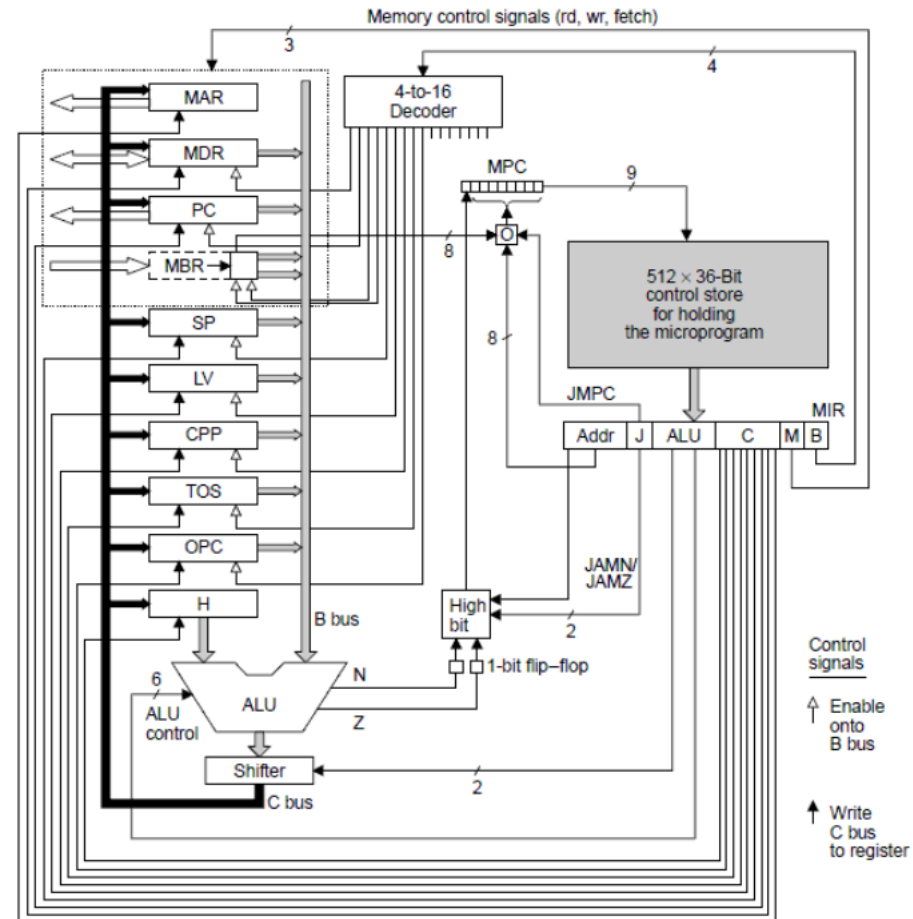 Memory control signals (rd, wr, fetch)
3
4
4-to-16
Decoder
MAR
MDR
MPC
9
PC
O
8
MBR
512 × 36-Bit
control store
for holding
the microprogram
SP
8
LV
JMPC
MIR
Addr J ALU C M B
CPP
TOS
JAMN/
JAMZ
OPC
H
B bus
High
bit
2
Control
signals
6
ALU
control
ALU
N
1-bit flip–flop
Z
Enable
onto
B bus
Shifter
2
C bus
Write
C bus
to register